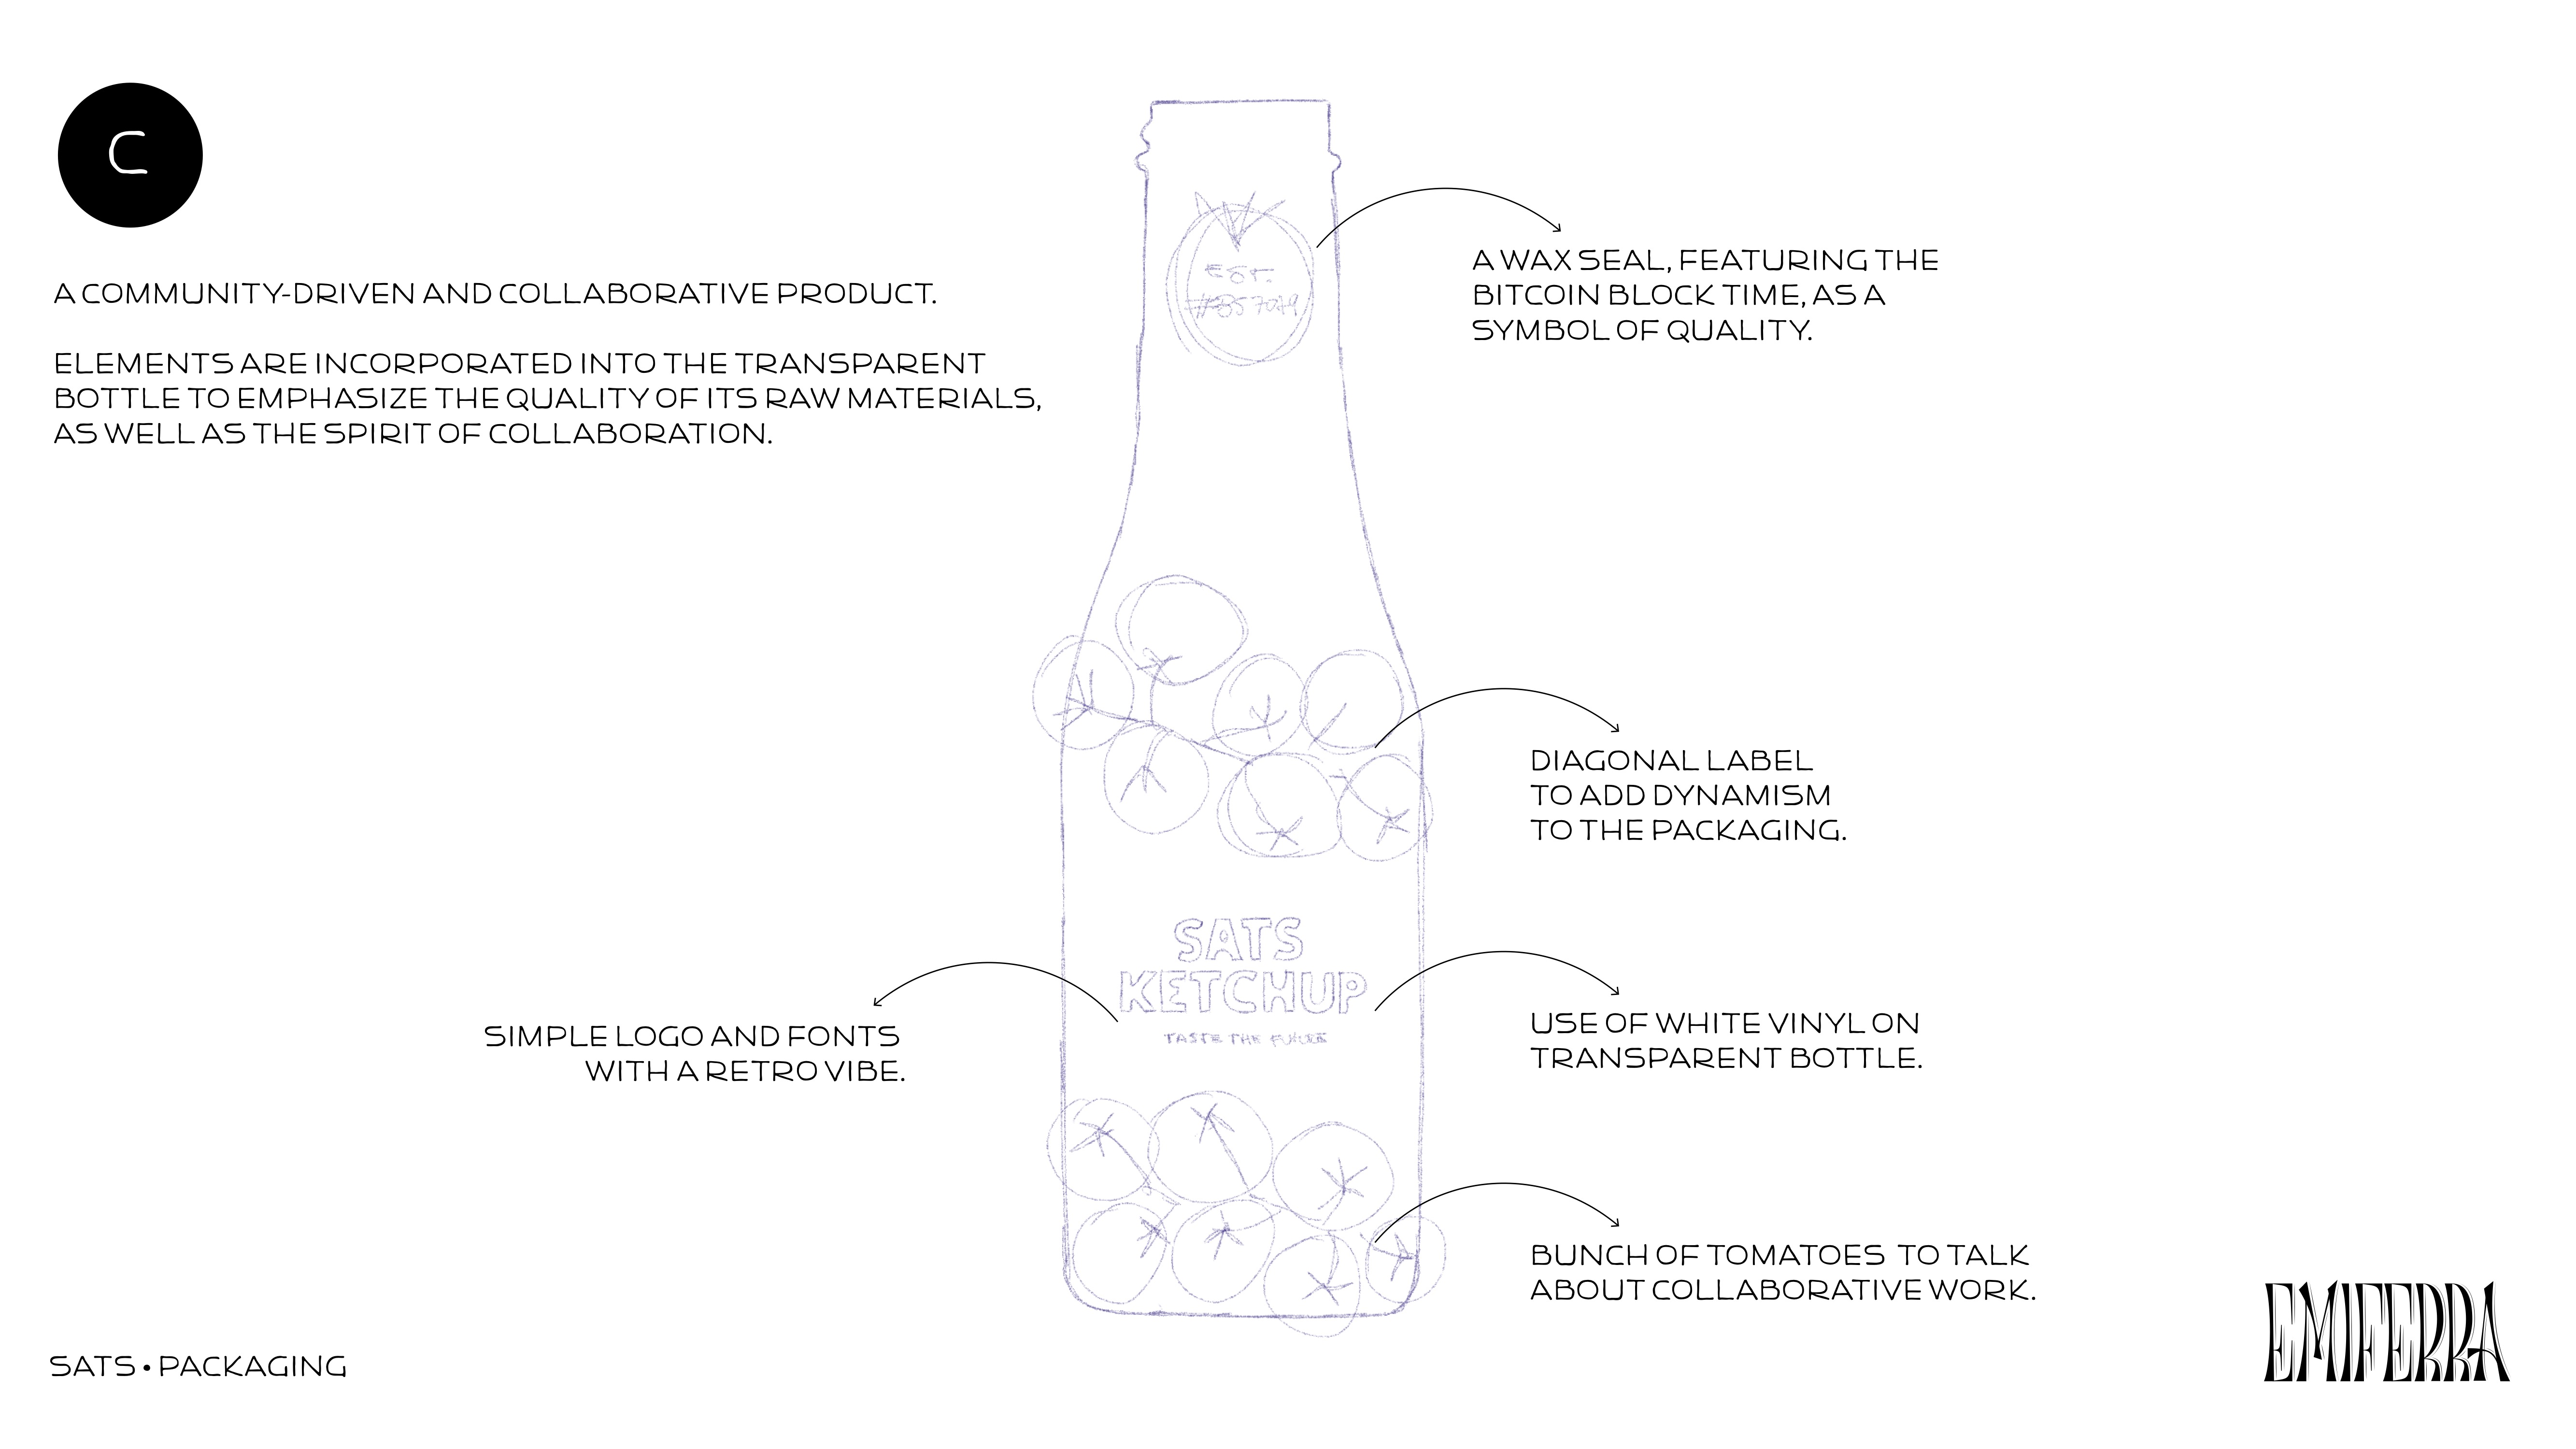 C
A COMMUNITY-DRIVEN AND COLLABORATIVE PRODUCT.
ELEMENTS ARE INCORPORATED INTO THE TRANSPARENT
BOTTLE TO EMPHASIZE THE QUALITY OF ITS RAW MATERIALS,
AS WELL AS THE SPIRIT OF COLLABORATION.
EST.
A WAX SEAL, FEATURING THE
BITCOIN BLOCK TIME, AS A
SYMBOL OF QUALITY.
DIAGONAL LABEL
TO ADD DYNAMISM
TO THE PACKAGING.
SATS
KETCHUP
TASTE THE FUTURE
SIMPLE LOGO AND FONTS
WITH A RETRO VIBE.
USE OF WHITE VINYL ON
TRANSPARENT BOTTLE.
BUNCH OF TOMATOES TO TALK
ABOUT COLLABORATIVE WORK.
SATS • PACKAGING
EMIFERRA